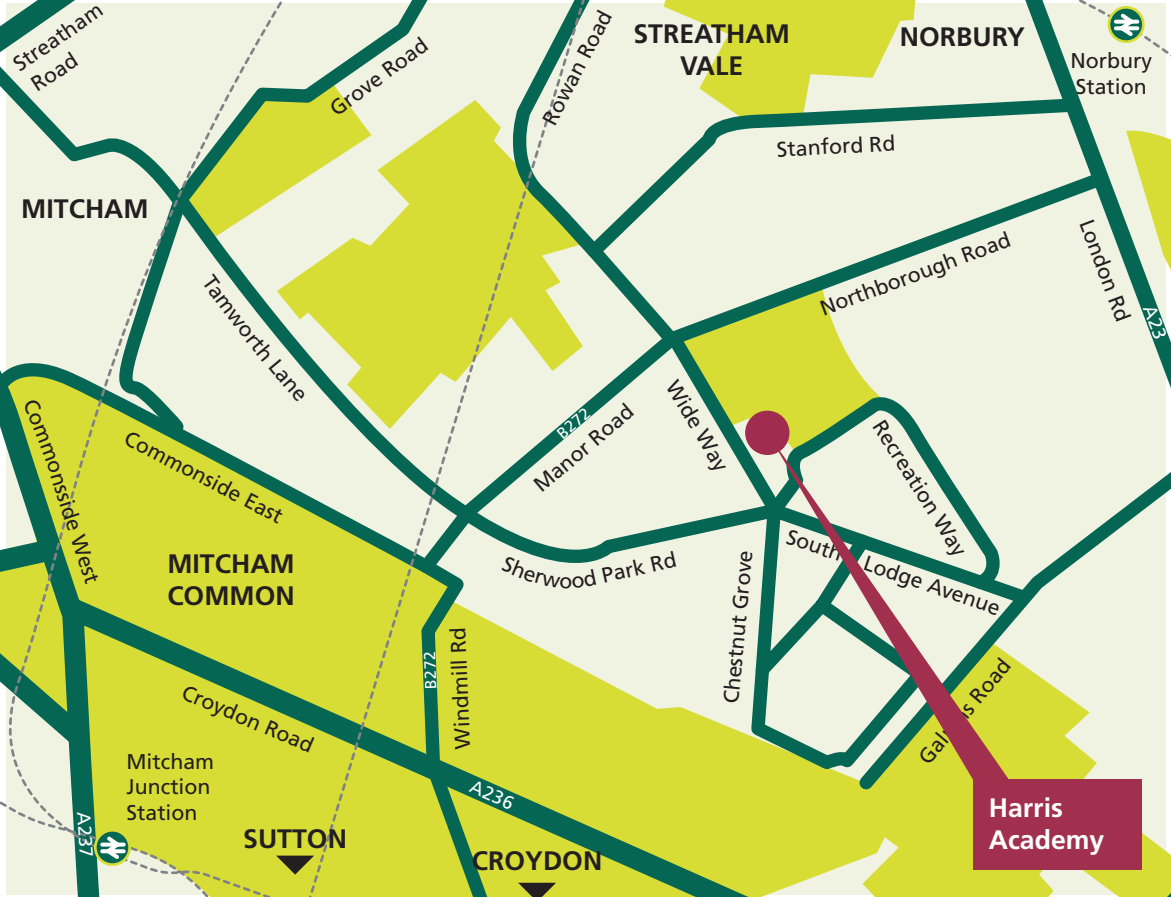 Streatham
Road
Grove Road
Rowan Road
STREATHAM
VALE
NORBURY
Norbury
Station
Stanford Rd
MITCHAM
Northborough Road
London Rd
A23
Tamworth Lane
B272
Manor Road
Wide Way
Recreation Way
Commonsside West
Commonside East
MITCHAM
COMMON
Sherwood Park Rd
South
Lodge Avenue
Chestnut Grove
B272
Windmill Rd
Croydon Road
Road
Mitcham
Junction
Station
A236
A237
SUTTON
CROYDON
Harris
Academy